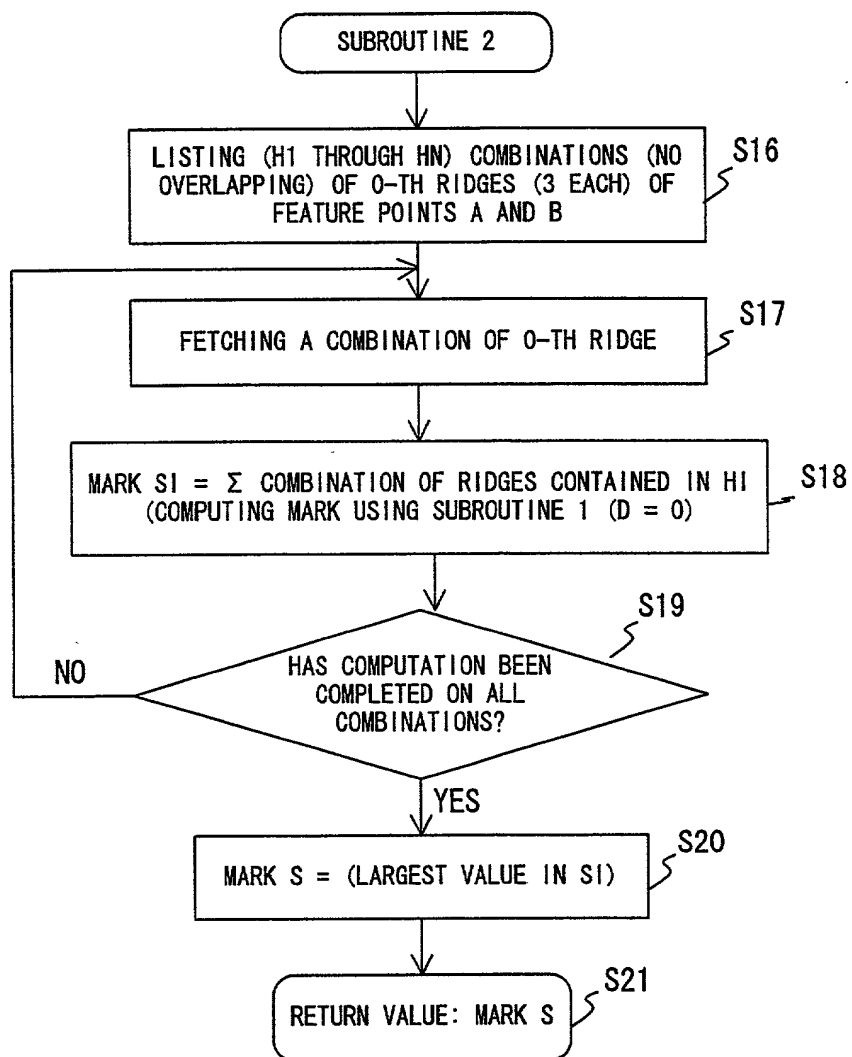 SUBROUTINE 2
LISTING (H1 THROUGH HN) COMBINATIONS (NO
OVERLAPPING) OF 0-TH RIDGES (3 EACH) OF
FEATURE POINTS A AND B
S16
FETCHING A COMBINATION OF 0-TH RIDGE
S17
MARK SI = Σ COMBINATION OF RIDGES CONTAINED IN HI
(COMPUTING MARK USING SUBROUTINE 1 (D = 0)
S18
HAS COMPUTATION BEEN
COMPLETED ON ALL
COMBINATIONS?
S19
NO
YES
MARK S = (LARGEST VALUE IN SI)
S20
RETURN VALUE: MARK S
S21